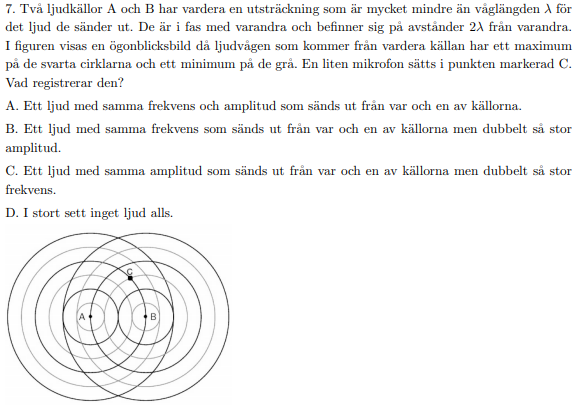 7. Två ljudkällor A och B har vardera en utsträckning som är mycket mindre än våglängden λ för
det ljud de sänder ut. De är i fas med varandra och befinner sig på avstånder 2λ från varandra.
I figuren visas en ögonblicksbild då ljudvågen som kommer från vardera källan har ett maximum
på de svarta cirklarna och ett minimum på de grå. En liten mikrofon sätts i punkten markerad C.
Vad registrerar den?
A. Ett ljud med samma frekvens och amplitud som sänds ut från var och en av källorna.
B. Ett ljud med samma frekvens som sänds ut från var och en av källorna men dubbelt så stor
amplitud.
C. Ett ljud med samma amplitud som sänds ut från var och en av källorna men dubbelt så stor
frekvens.
D. I stort sett inget ljud alls.
C
A
B